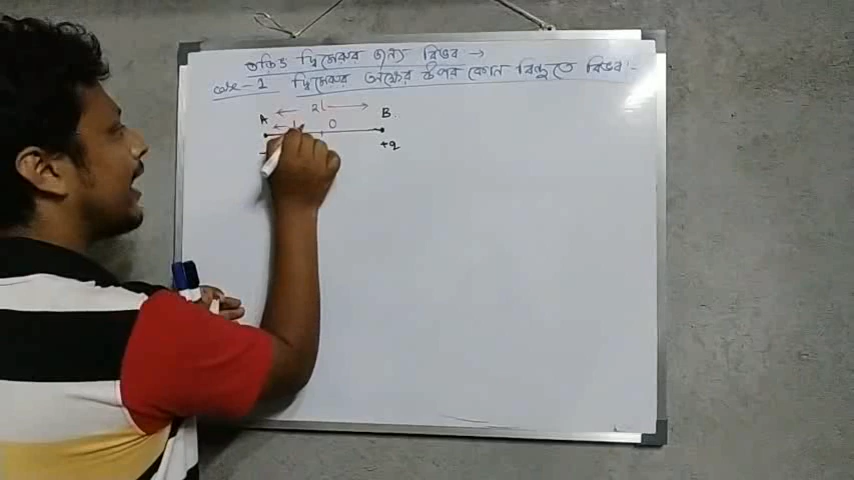 তড়িৎ দ্বিমেরুর জন্য বিভব →
case-1 দ্বিমেরুর অক্ষের উপর কোন বিন্দুতে বিভব :-
← 2l →
A B
← l O
+q